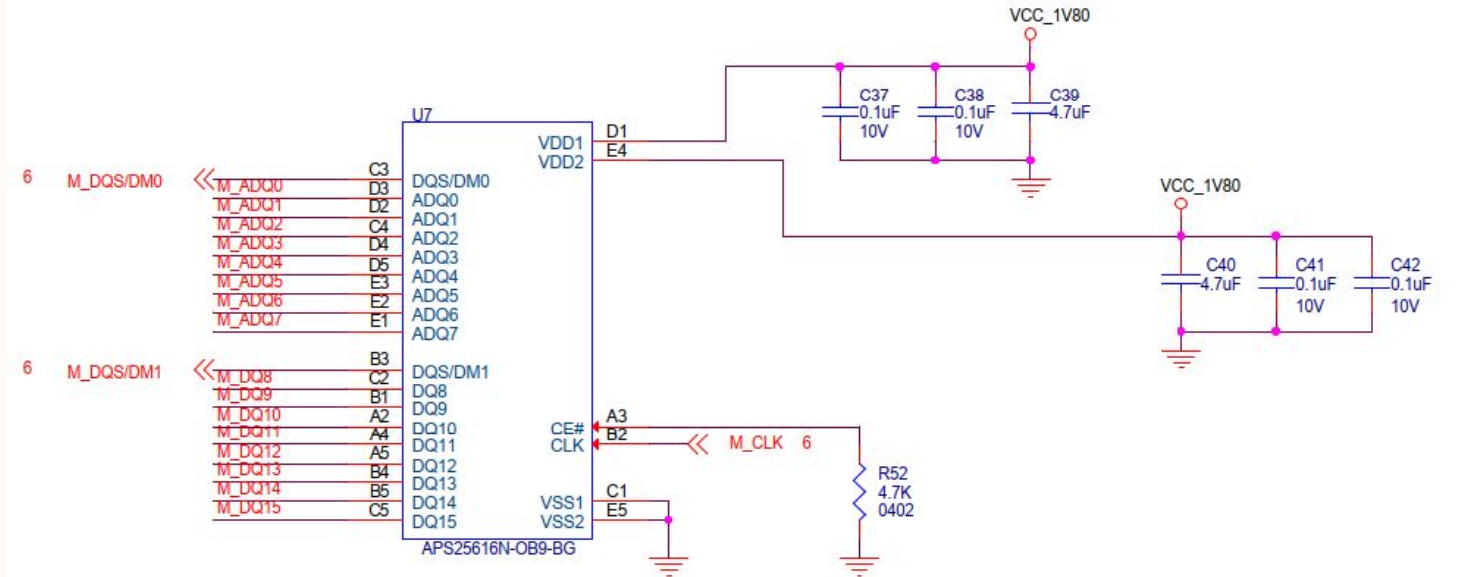 VCC_1V80
C37
0.1uF
10V
C38
0.1uF
10V
C39
4.7uF
U7
VDD1 D1
VDD2 E4
VCC_1V80
C40
4.7uF
C41
0.1uF
10V
C42
0.1uF
10V
6 M_DQS/DM0 C3 DQS/DM0
M_ADQ0 D3 ADQ0
M_ADQ1 D2 ADQ1
M_ADQ2 C4 ADQ2
M_ADQ3 D4 ADQ3
M_ADQ4 D5 ADQ4
M_ADQ5 E3 ADQ5
M_ADQ6 E2 ADQ6
M_ADQ7 E1 ADQ7
6 M_DQS/DM1 B3 DQS/DM1
M_DQ8 C2 DQ8
M_DQ9 B1 DQ9
M_DQ10 A2 DQ10
M_DQ11 A4 DQ11
M_DQ12 A5 DQ12
M_DQ13 B4 DQ13
M_DQ14 B5 DQ14
M_DQ15 C5 DQ15
CE# A3
CLK B2 M_CLK 6
R52
4.7K
0402
VSS1 C1
VSS2 E5
APS25616N-OB9-BG